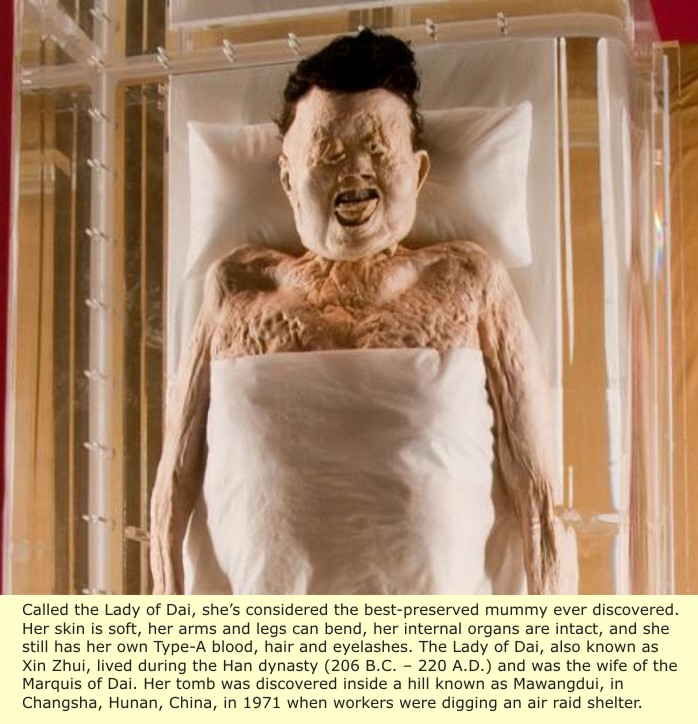 Called the Lady of Dai, she’s considered the best-preserved mummy ever discovered.
Her skin is soft, her arms and legs can bend, her internal organs are intact, and she
still has her own Type-A blood, hair and eyelashes. The Lady of Dai, also known as
Xin Zhui, lived during the Han dynasty (206 B.C. – 220 A.D.) and was the wife of the
Marquis of Dai. Her tomb was discovered inside a hill known as Mawangdui, in
Changsha, Hunan, China, in 1971 when workers were digging an air raid shelter.